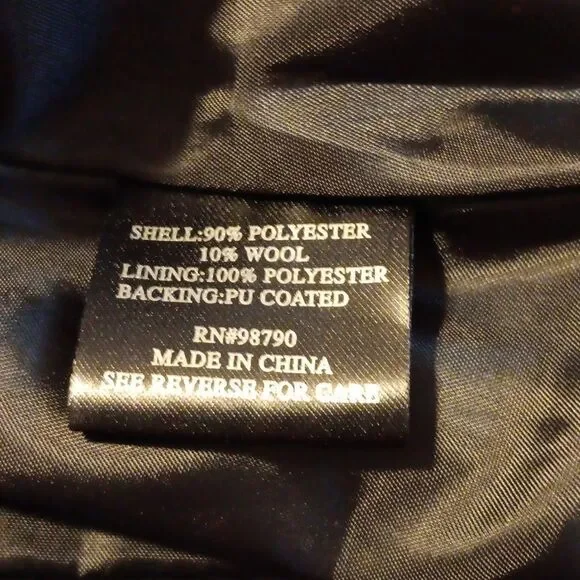 SHELL:90% POLYESTER
10% WOOL
LINING:100% POLYESTER
BACKING:PU COATED
RN#98790
MADE IN CHINA
SEE REVERSE FOR CARE